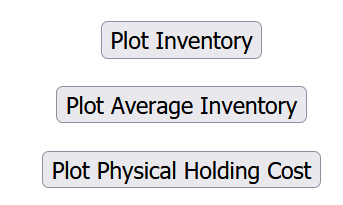 Plot Inventory
Plot Average Inventory
Plot Physical Holding Cost